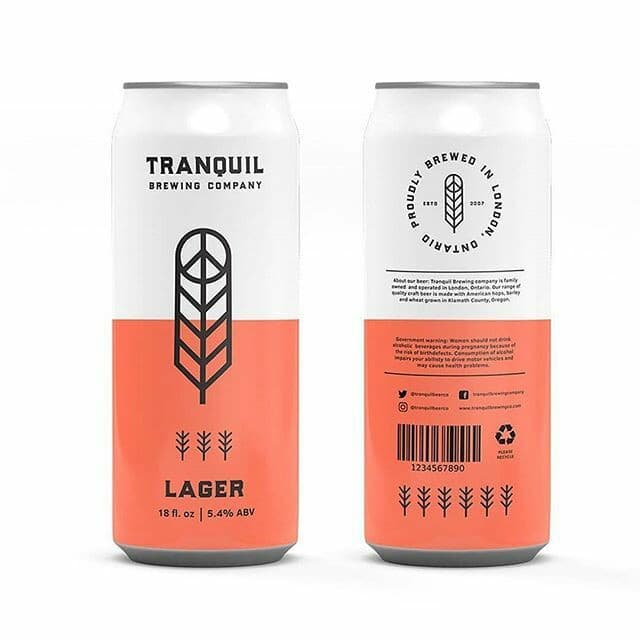 TRANQUIL
BREWING COMPANY
LAGER
18 fl. oz | 5.4% ABV
PROUDLY BREWED IN LONDON, ONTARIO
ESTD 2007
About our beer: Tranquil Brewing company is family
owned and operated in London, Ontario. Our range of
quality craft beer is made with American hops, barley
and wheat grown in Klamath County, Oregon.
Government warning: Women should not drink
alcoholic beverages during pregnancy because of
the risk of birthdefects. Consumption of alcohol
impairs your ability to drive motor vehicles and
may cause health problems.
@tranquilbeerco tranquilbrewingcompany
@tranquilbeerco www.tranquilbrewingco.com
PLEASE
RECYCLE
1234567890